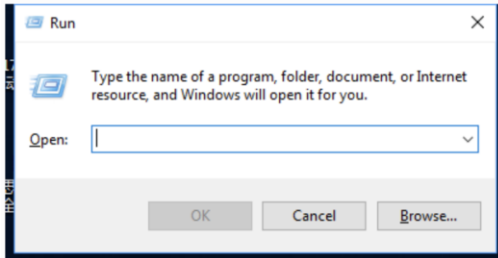 Run
Type the name of a program, folder, document, or Internet
resource, and Windows will open it for you.
Open:
OK
Cancel
Browse...